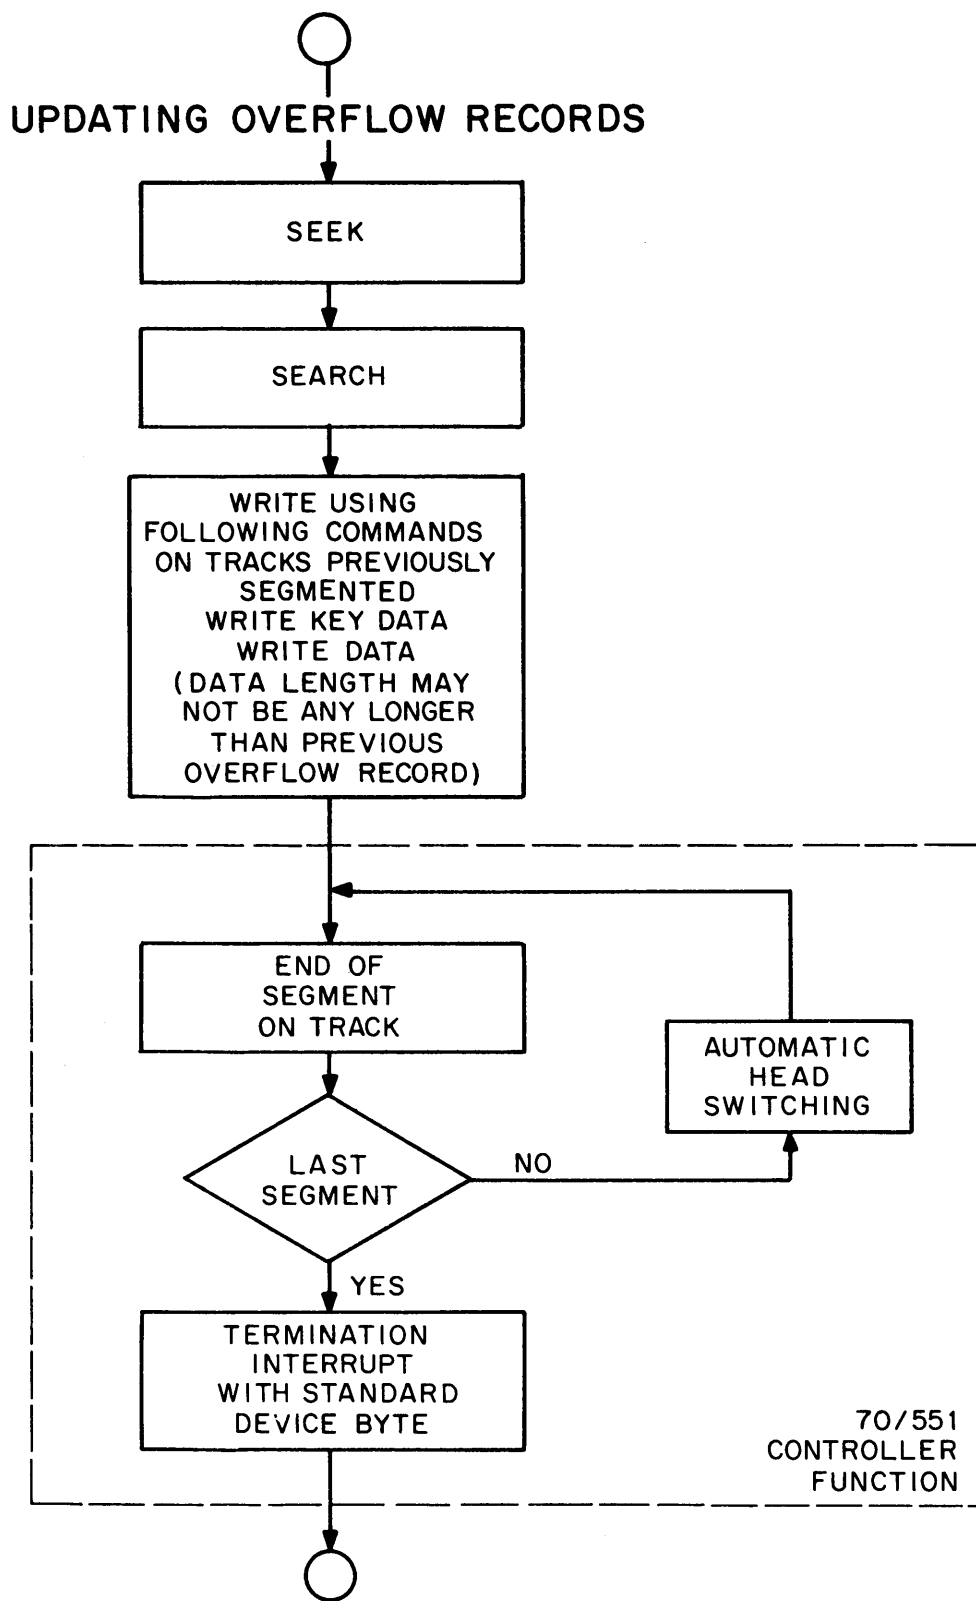 UPDATING OVERFLOW RECORDS
SEEK
SEARCH
WRITE USING
FOLLOWING COMMANDS
ON TRACKS PREVIOUSLY
SEGMENTED
WRITE KEY DATA
WRITE DATA
(DATA LENGTH MAY
NOT BE ANY LONGER
THAN PREVIOUS
OVERFLOW RECORD)
END OF
SEGMENT
ON TRACK
AUTOMATIC
HEAD
SWITCHING
LAST
SEGMENT
NO
YES
TERMINATION
INTERRUPT
WITH STANDARD
DEVICE BYTE
70/551
CONTROLLER
FUNCTION